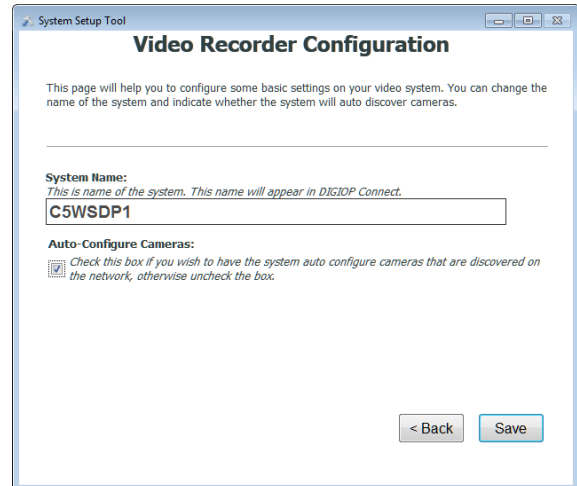 System Setup Tool
Video Recorder Configuration
This page will help you to configure some basic settings on your video system. You can change the
name of the system and indicate whether the system will auto discover cameras.
System Name:
This is name of the system. This name will appear in DIGIOP Connect.
C5WSDP1
Auto-Configure Cameras:
Check this box if you wish to have the system auto configure cameras that are discovered on
the network, otherwise uncheck the box.
< Back
Save